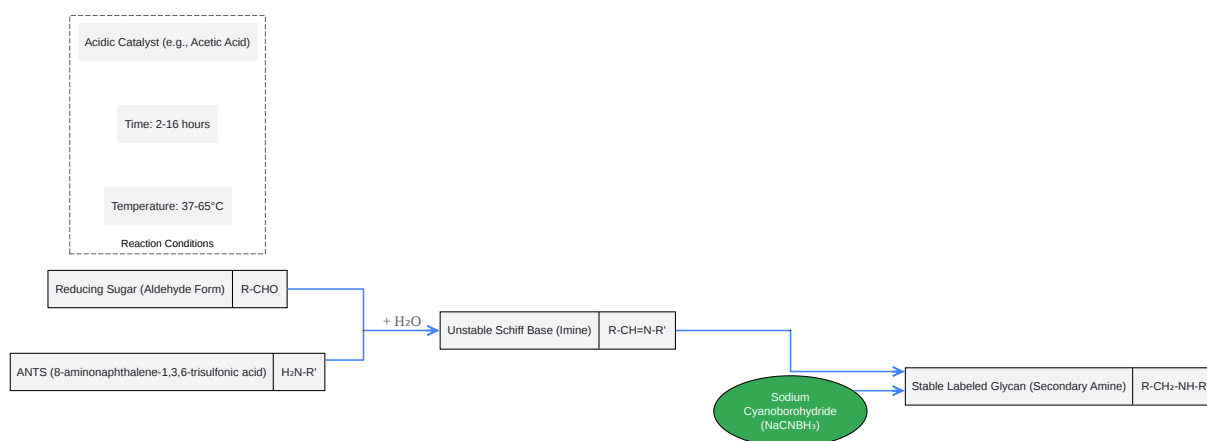 Acidic Catalyst (e.g., Acetic Acid)
Time: 2-16 hours
Temperature: 37-65°C
Reaction Conditions
Reducing Sugar (Aldehyde Form) R-CHO
ANTS (8-aminonaphthalene-1,3,6-trisulfonic acid) H₂N-R'
+ H₂O
Unstable Schiff Base (Imine) R-CH=N-R'
Sodium
Cyanoborohydride
(NaCNBH₃)
Stable Labeled Glycan (Secondary Amine) R-CH₂-NH-R'